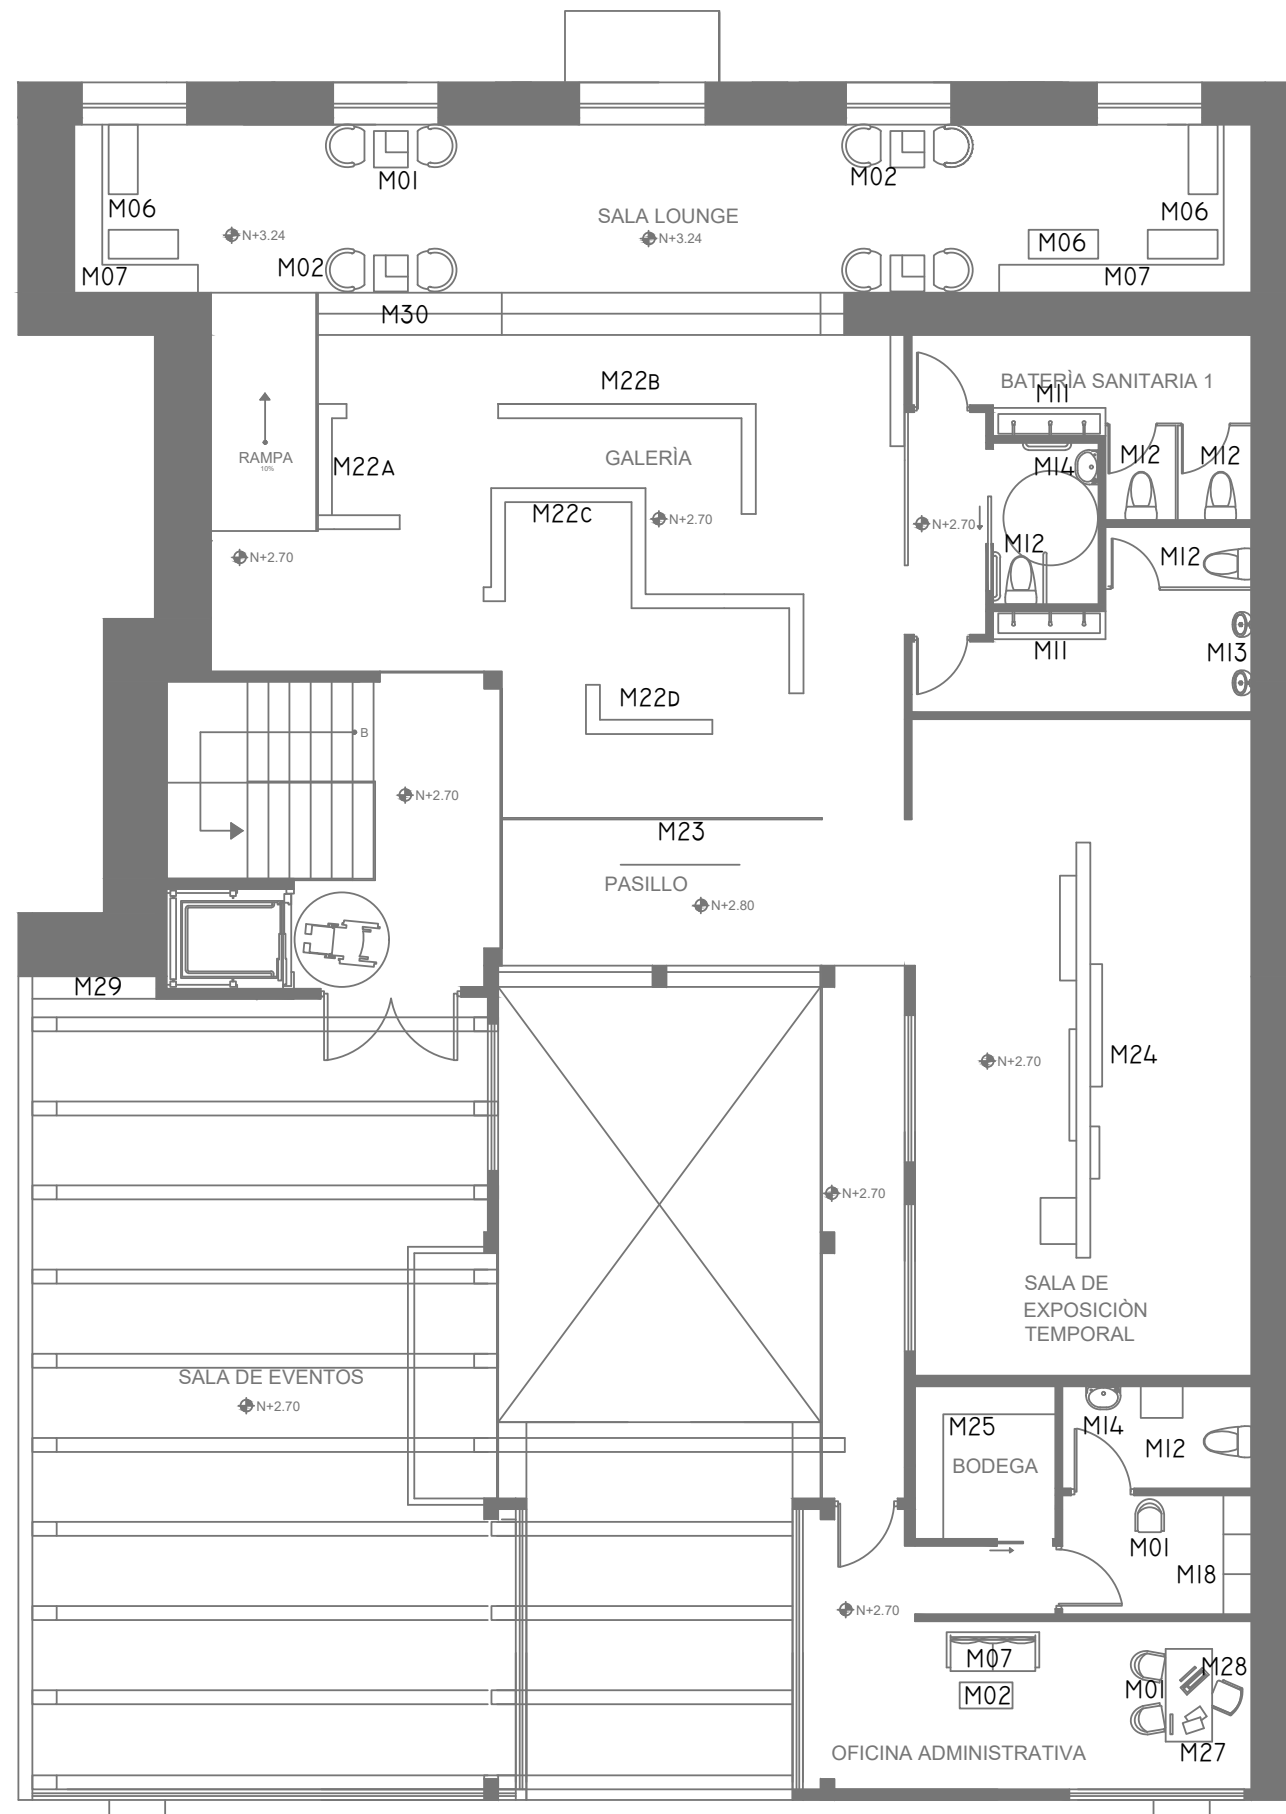 M01
M02
M06
M06
SALA LOUNGE
N+3.24
N+3.24
M06
M02
M07
M07
M30
M22B
BATERÌA SANITARIA 1
M11
GALERÌA
RAMPA
10%
M22A
M14
M12
M12
M22C
N+2.70
N+2.70
M12
N+2.70
M12
M11
M13
M22D
B
N+2.70
M23
PASILLO
N+2.80
M29
N+2.70
M24
N+2.70
SALA DE
EXPOSICIÒN
TEMPORAL
SALA DE EVENTOS
N+2.70
M25
M14
M12
BODEGA
M01
M18
N+2.70
M07
M28
M02
M01
OFICINA ADMINISTRATIVA
M27